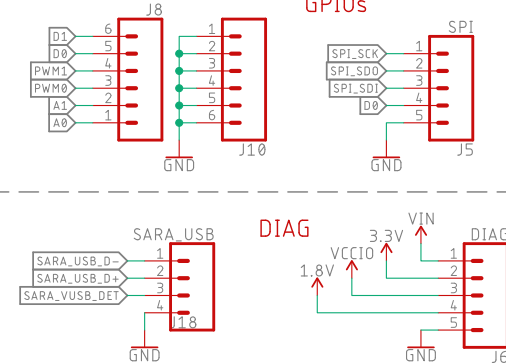 GPIOs
J8
D1 6
D0 5
PWM1 4
PWM0 3
A1 2
A0 1
1
2
3
4
5
6
J10
GND
SPI
SPI_SCK 1
SPI_SDO 2
SPI_SDI 3
D0 4
5
J5
GND
SARA_USB
SARA_USB_D- 1
SARA_USB_D+ 2
SARA_VUSB_DET 3
4
J18
GND
DIAG
VIN
3.3V
VCCIO
1.8V
DIAG
1
2
3
4
5
J6
GND